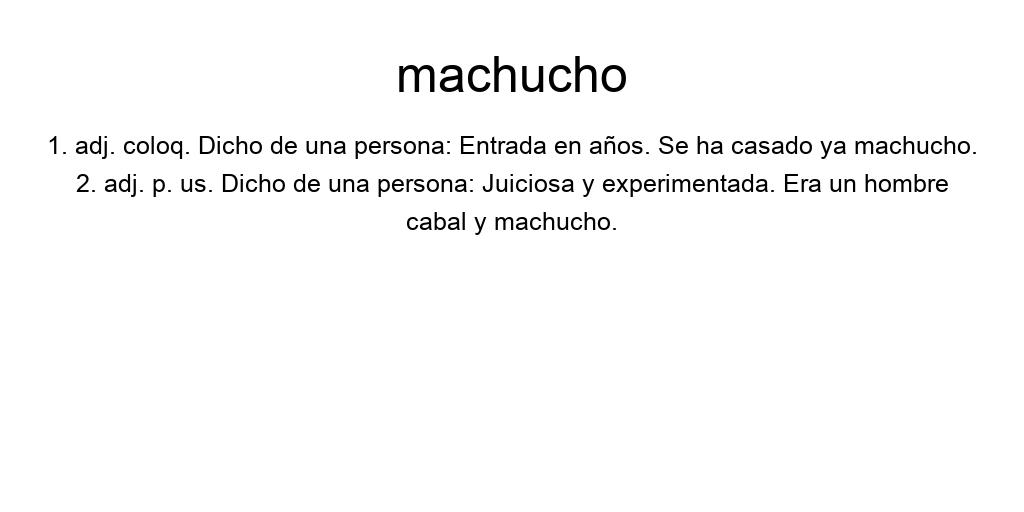 machucho
1. adj. coloq. Dicho de una persona: Entrada en años. Se ha casado ya machucho.
2. adj. p. us. Dicho de una persona: Juiciosa y experimentada. Era un hombre
cabal y machucho.